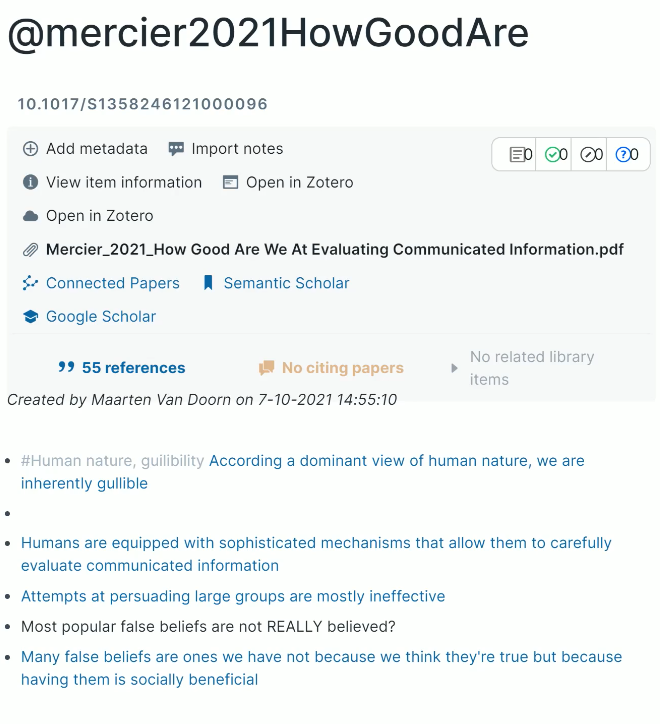 @mercier2021HowGoodAre
10.1017/S1358246121000096
Add metadata Import notes 0 0 0 0
View item information Open in Zotero
Open in Zotero
Mercier_2021_How Good Are We At Evaluating Communicated Information.pdf
Connected Papers Semantic Scholar
Google Scholar
55 references No citing papers No related library
items
Created by Maarten Van Doorn on 7-10-2021 14:55:10
#Human nature, guilibility According a dominant view of human nature, we are
inherently gullible
Humans are equipped with sophisticated mechanisms that allow them to carefully
evaluate communicated information
Attempts at persuading large groups are mostly ineffective
Most popular false beliefs are not REALLY believed?
Many false beliefs are ones we have not because we think they're true but because
having them is socially beneficial